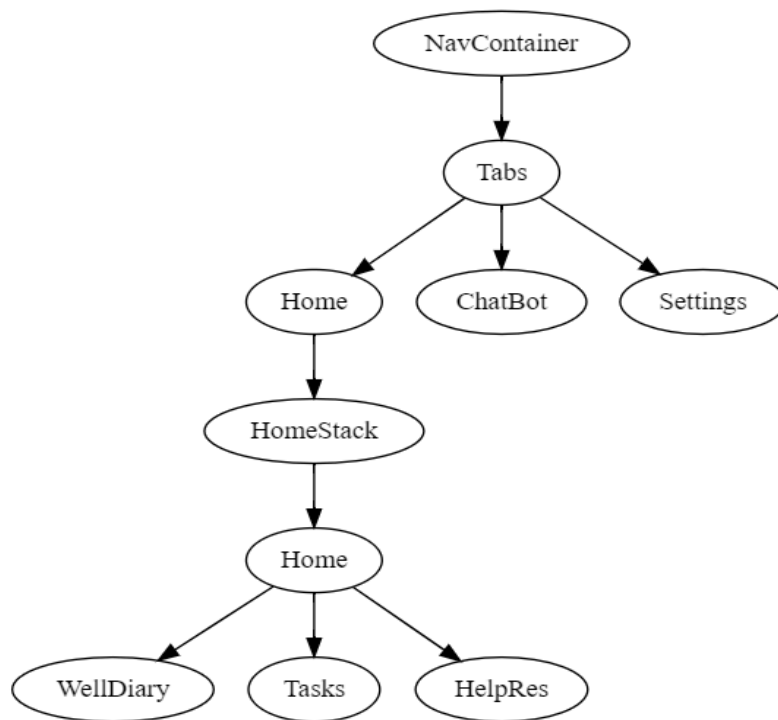 NavContainer
Tabs
Home
ChatBot
Settings
HomeStack
Home
WellDiary
Tasks
HelpRes